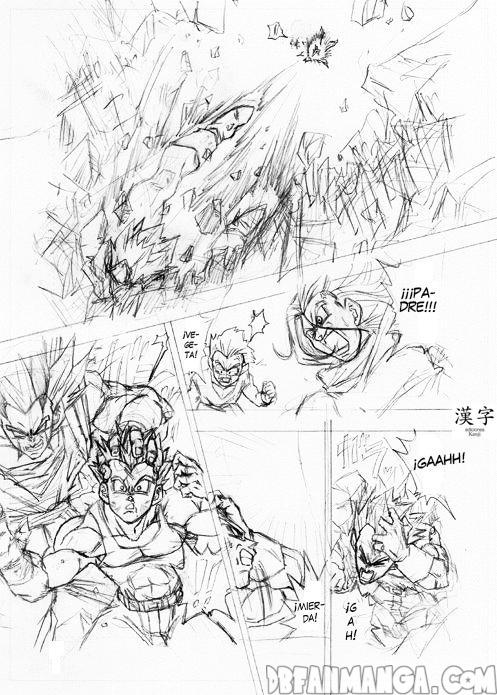 ¡¡¡PA-
DRE!!!
¡VE-
GE-
TA!
漢字
ediciones
Kanji
¡GAAHH!
¡MIER-
DA!
¡G
A
H!
DBFANMANGA.COM